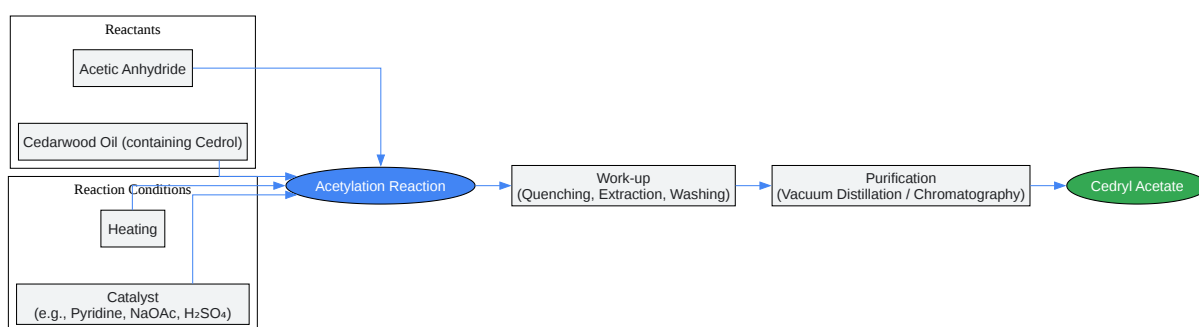 Reactants
Acetic Anhydride
Cedarwood Oil (containing Cedrol)
Reaction Conditions
Heating
Catalyst
(e.g., Pyridine, NaOAc, H₂SO₄)
Acetylation Reaction
Work-up
(Quenching, Extraction, Washing)
Purification
(Vacuum Distillation / Chromatography)
Cedryl Acetate